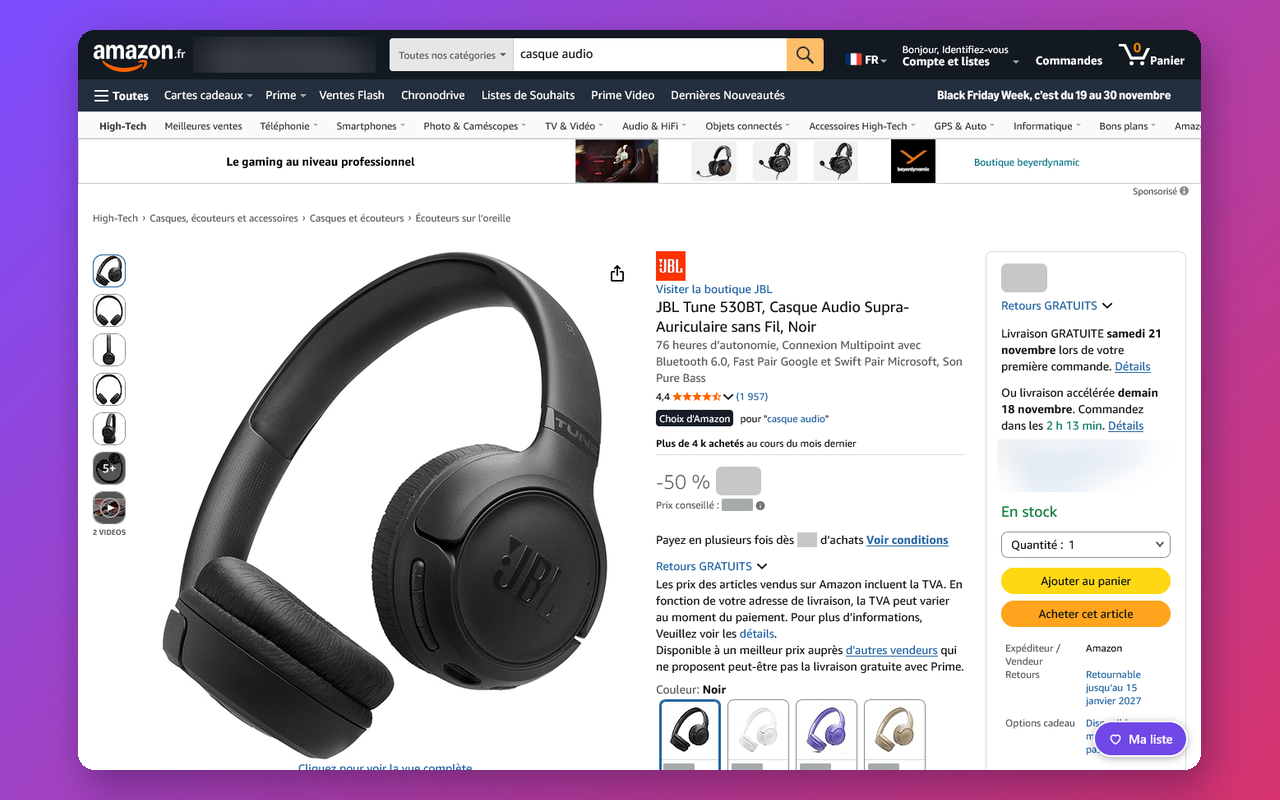 amazon.fr
Toutes nos catégories
casque audio
FR
Bonjour, Identifiez-vous
Compte et listes
Commandes
0
Panier
Toutes
Cartes cadeaux
Prime
Ventes Flash
Chronodrive
Listes de Souhaits
Prime Video
Dernières Nouveautés
Black Friday Week, c'est du 19 au 30 novembre
High-Tech
Meilleures ventes
Téléphonie
Smartphones
Photo & Caméscopes
TV & Vidéo
Audio & HiFi
Objets connectés
Accessoires High-Tech
GPS & Auto
Informatique
Bons plans
Le gaming au niveau professionnel
beyerdynamic
Boutique beyerdynamic
Sponsorisé
High-Tech › Casques, écouteurs et accessoires › Casques et écouteurs › Écouteurs sur l'oreille
5+
2 VIDEOS
TUNE
JBL
Cliquez pour voir la vue complète
JBL
Visiter la boutique JBL
JBL Tune 530BT, Casque Audio Supra-
Auriculaire sans Fil, Noir
76 heures d'autonomie, Connexion Multipoint avec
Bluetooth 6.0, Fast Pair Google et Swift Pair Microsoft, Son
Pure Bass
4,4 (1 957)
Choix d'Amazon pour "casque audio"
Plus de 4 k achetés au cours du mois dernier
-50 %
Prix conseillé :
Payez en plusieurs fois dès d'achats Voir conditions
Retours GRATUITS
Les prix des articles vendus sur Amazon incluent la TVA. En
fonction de votre adresse de livraison, la TVA peut varier
au moment du paiement. Pour plus d'informations,
Veuillez voir les détails.
Disponible à un meilleur prix auprès d'autres vendeurs qui
ne proposent peut-être pas la livraison gratuite avec Prime.
Couleur: Noir
Retours GRATUITS
Livraison GRATUITE samedi 21
novembre lors de votre
première commande. Détails
Ou livraison accélérée demain
18 novembre. Commandez
dans les 2 h 13 min. Détails
En stock
Quantité : 1
Ajouter au panier
Acheter cet article
Expéditeur /
Vendeur
Amazon
Retours
Retournable
jusqu'au 15
janvier 2027
Options cadeau
Ma liste